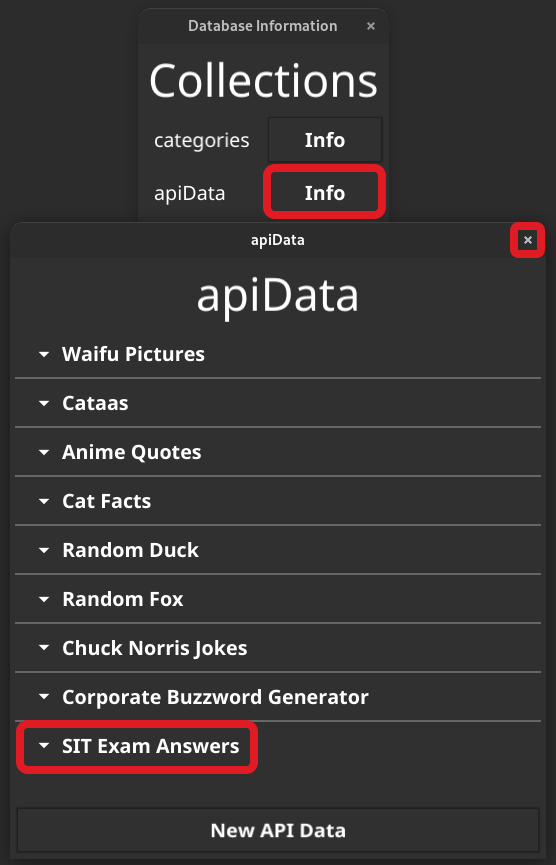 Database Information ×
Collections
categories Info
apiData Info
apiData ×
apiData
Waifu Pictures
Cataas
Anime Quotes
Cat Facts
Random Duck
Random Fox
Chuck Norris Jokes
Corporate Buzzword Generator
SIT Exam Answers
New API Data